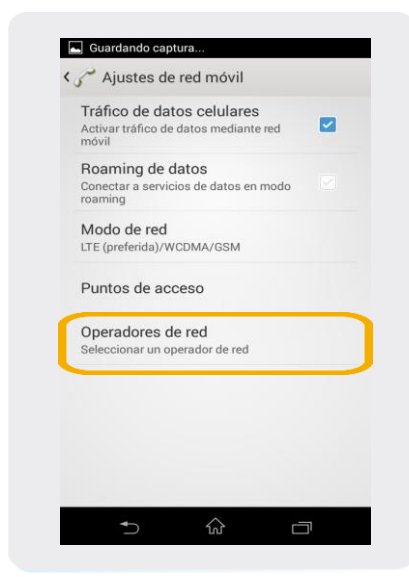 Guardando captura...
Ajustes de red móvil
Tráfico de datos celulares
Activar tráfico de datos mediante red
móvil
Roaming de datos
Conectar a servicios de datos en modo
roaming
Modo de red
LTE (preferida)/WCDMA/GSM
Puntos de acceso
Operadores de red
Seleccionar un operador de red